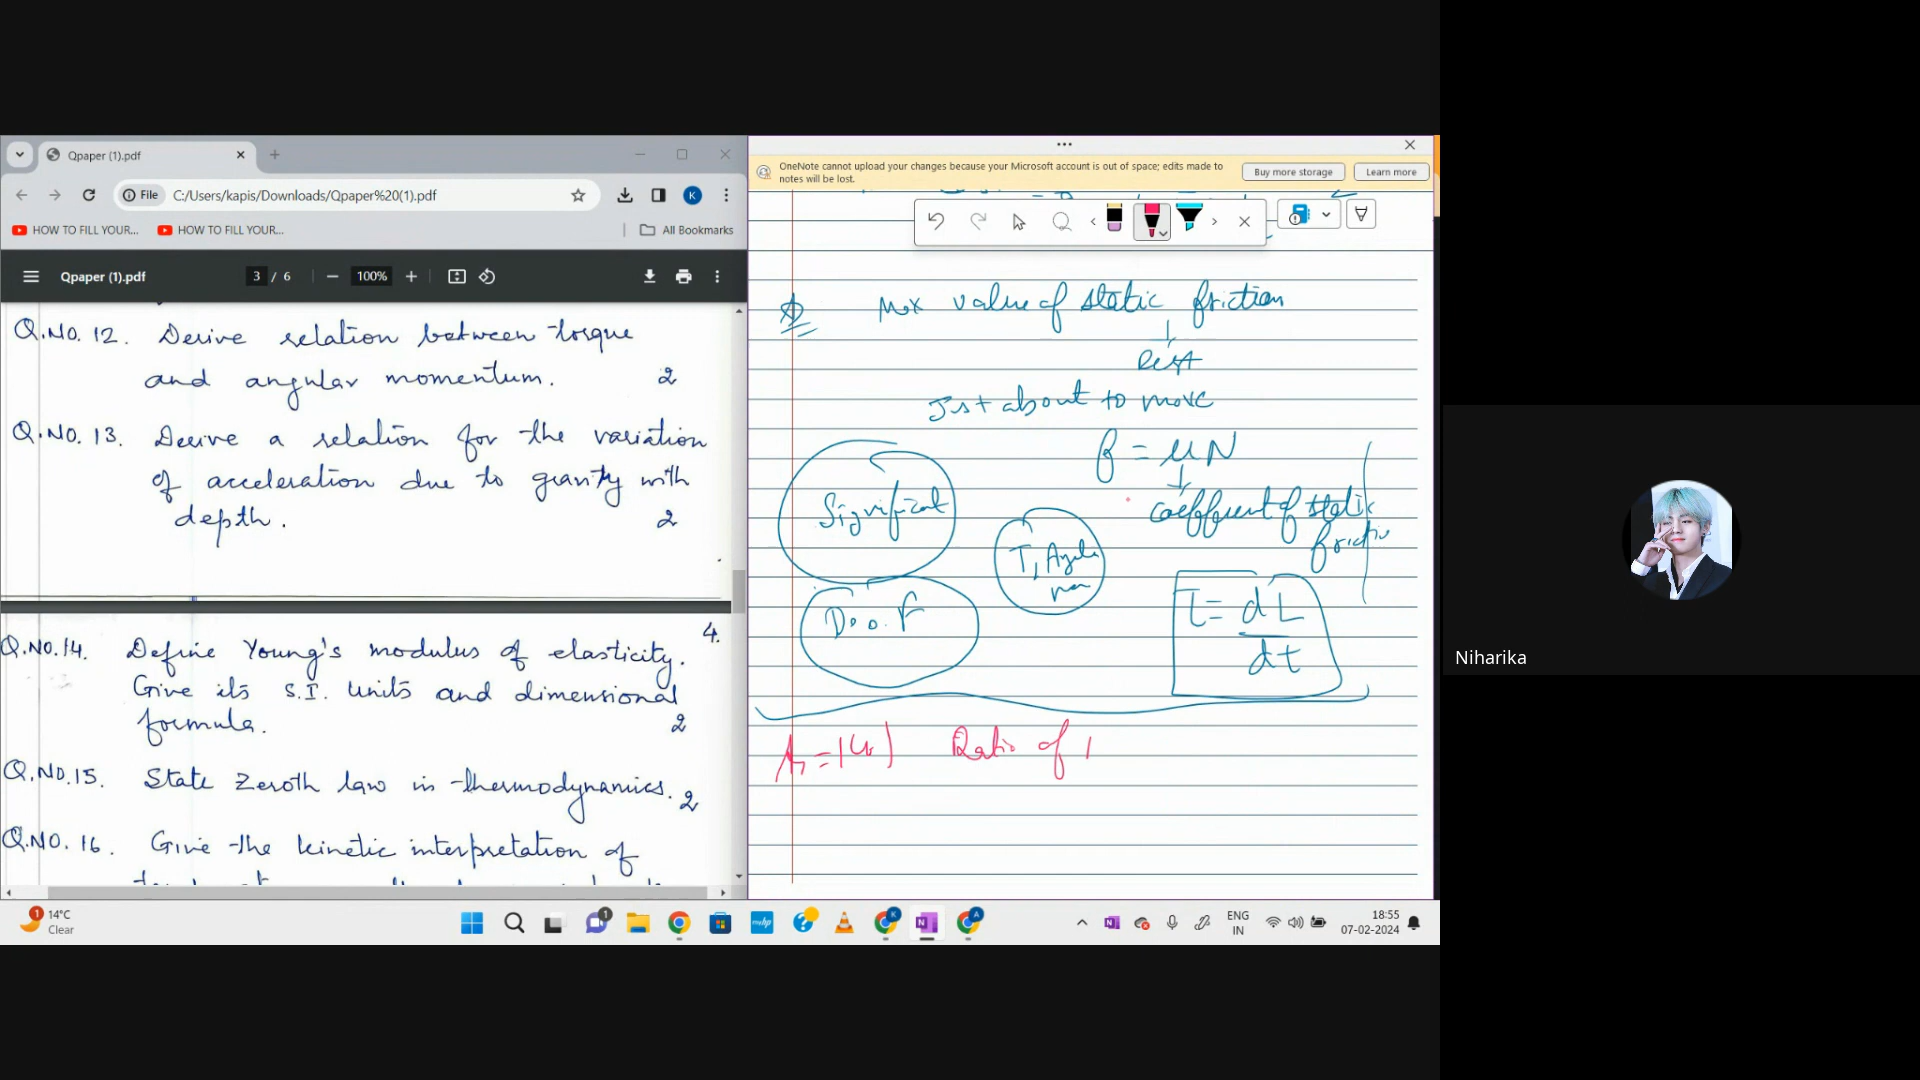 Qpaper (1).pdf
File C:/Users/kapis/Downloads/Qpaper%20(1).pdf
K
HOW TO FILL YOUR... HOW TO FILL YOUR... All Bookmarks
Qpaper (1).pdf 3 / 6 100%
Q.No. 12. Derive relation between torque
and angular momentum. 2
Q.No. 13. Derive a relation for the variation
of acceleration due to gravity with
depth. 2
4.
Q.No.14. Define Young's modulus of elasticity.
Give its S.I. Units and dimensional
formula. 2
Q.No.15. State Zeroth law in thermodynamics. 2
Q.No. 16. Give the kinetic interpretation of
OneNote cannot upload your changes because your Microsoft account is out of space; edits made to
notes will be lost.
Buy more storage Learn more
Max value of static friction
Rest
Just about to move
f = μN
coefficient of static
friction
Significant
D.o.F
T, Angular
τ = dL
dt
Ratio of
Niharika
1 14°C
Clear
ENG
IN
18:55
07-02-2024